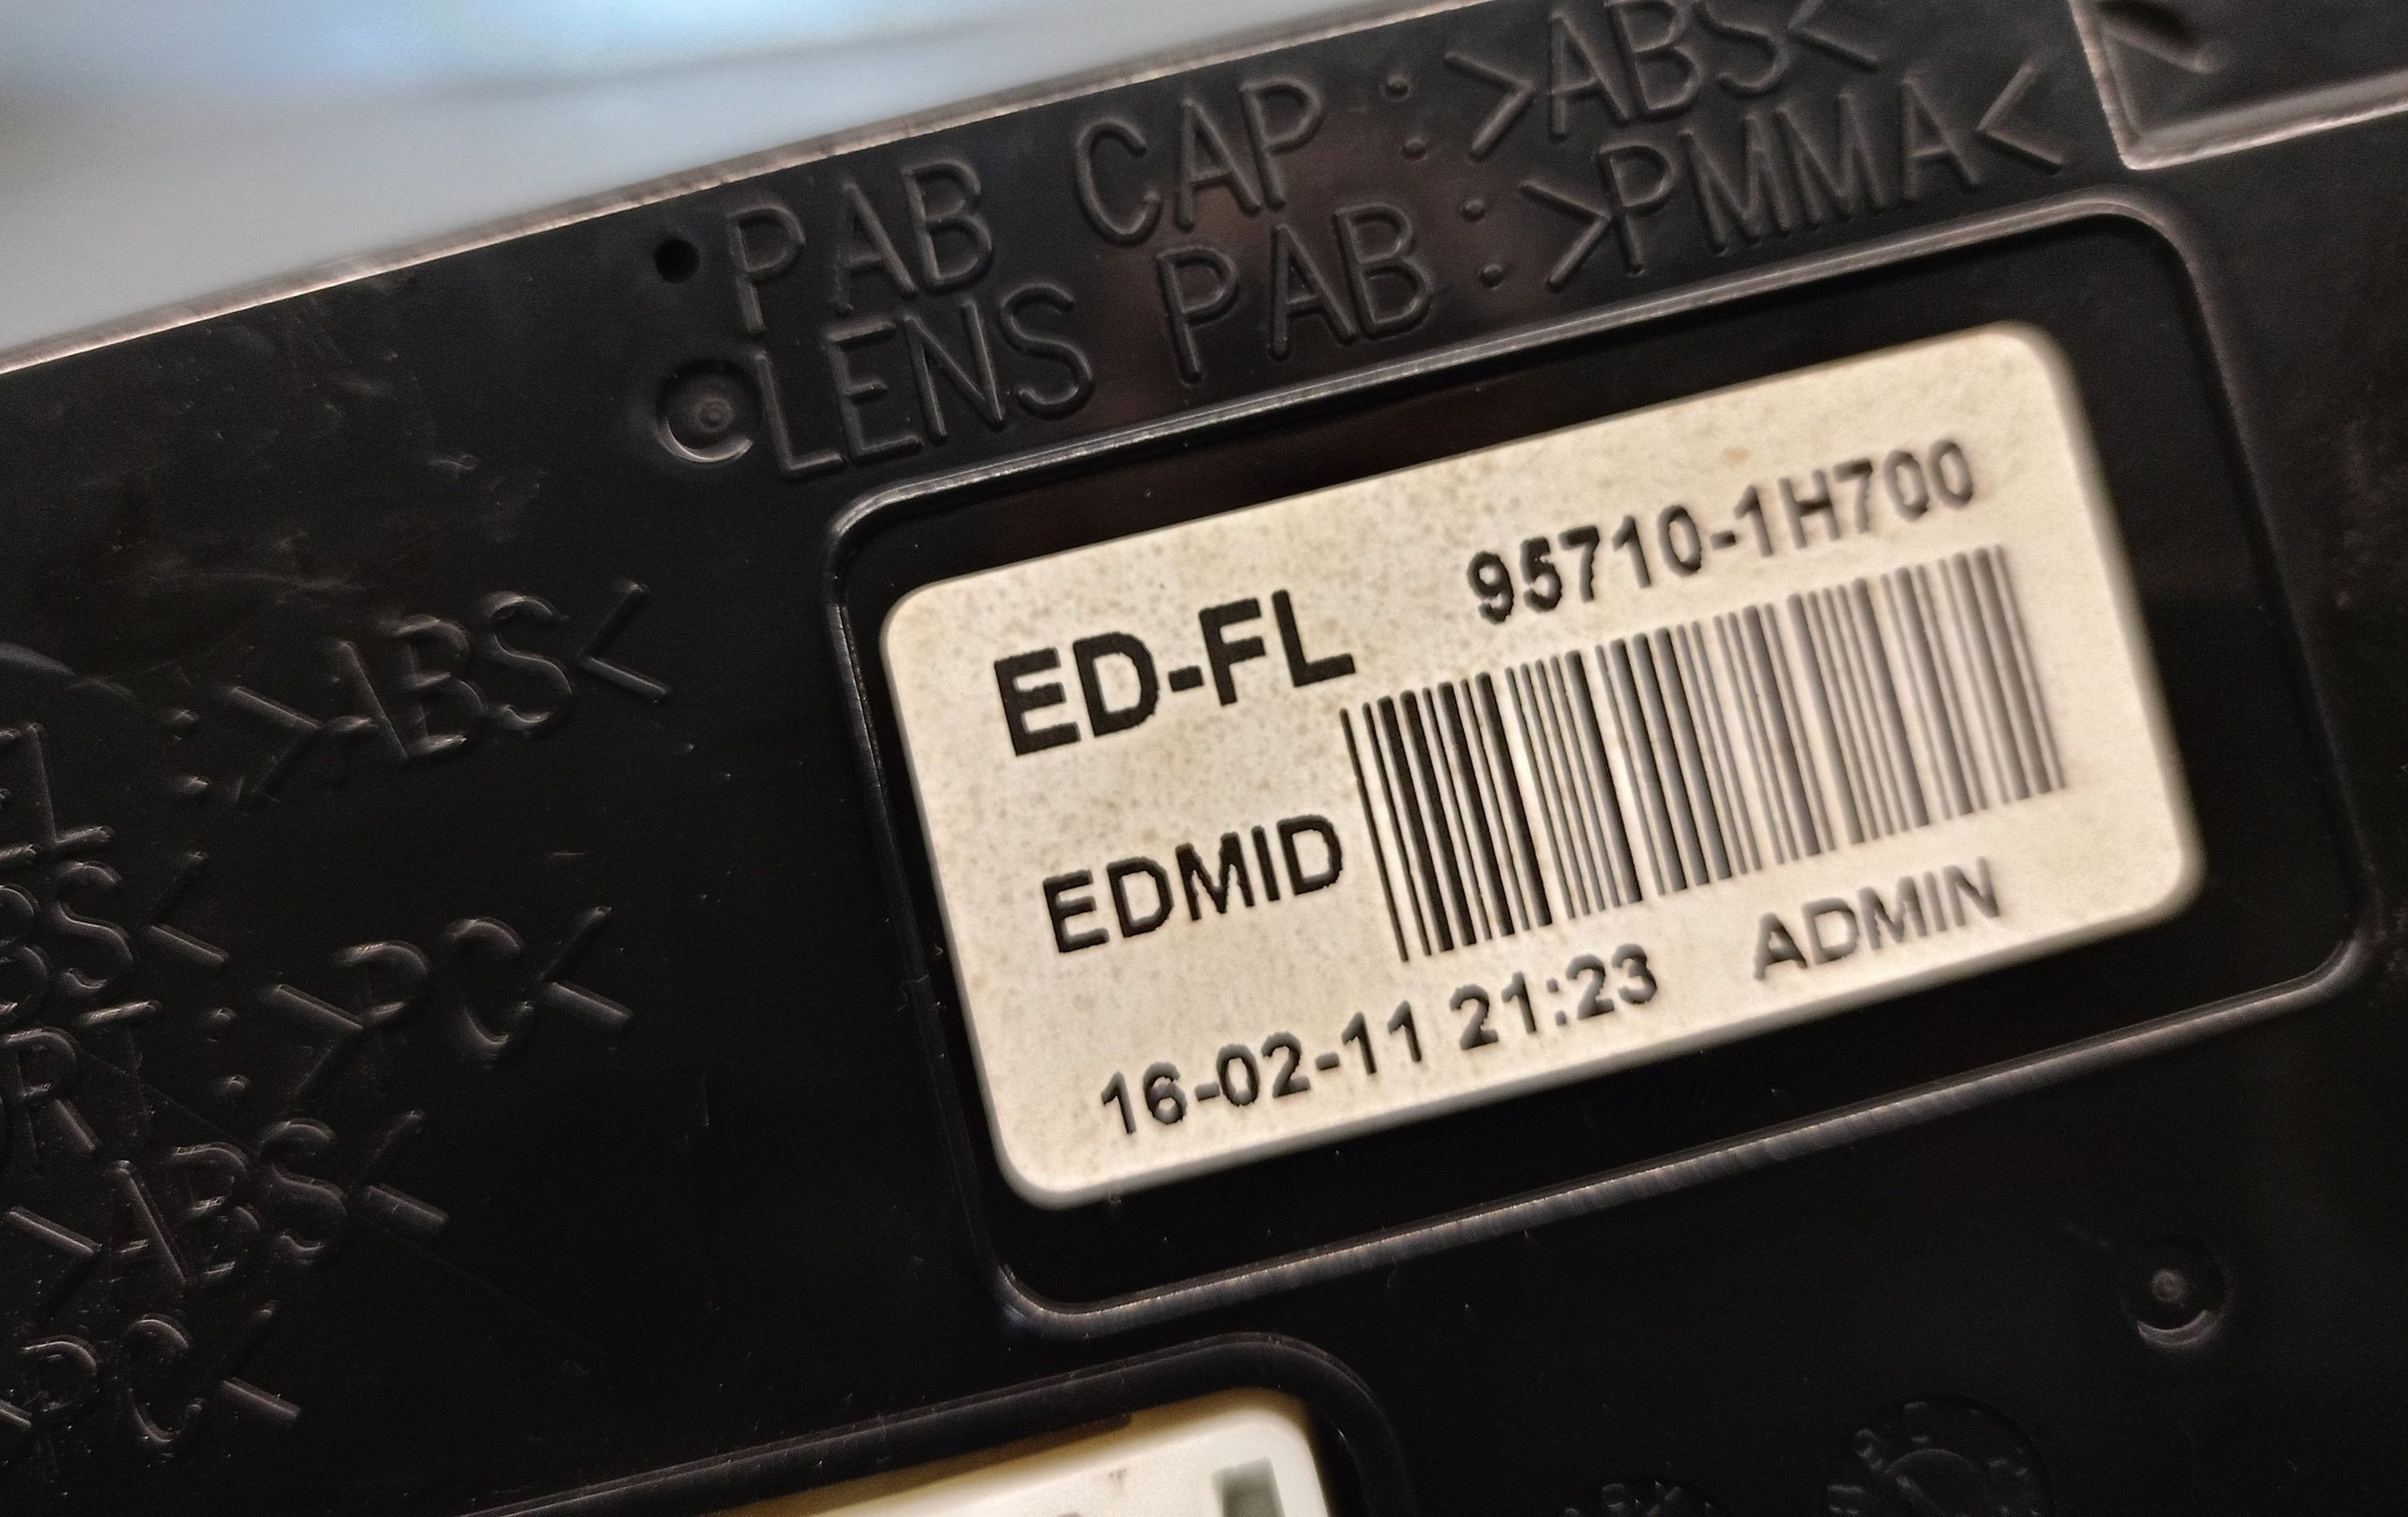 PAB CAP : >ABS<
LENS PAB : >PMMA<
95710-1H700
ED-FL
EDMID
16-02-11 21:23 ADMIN
: >ABS<
: >PC<
>ABS<
PC<